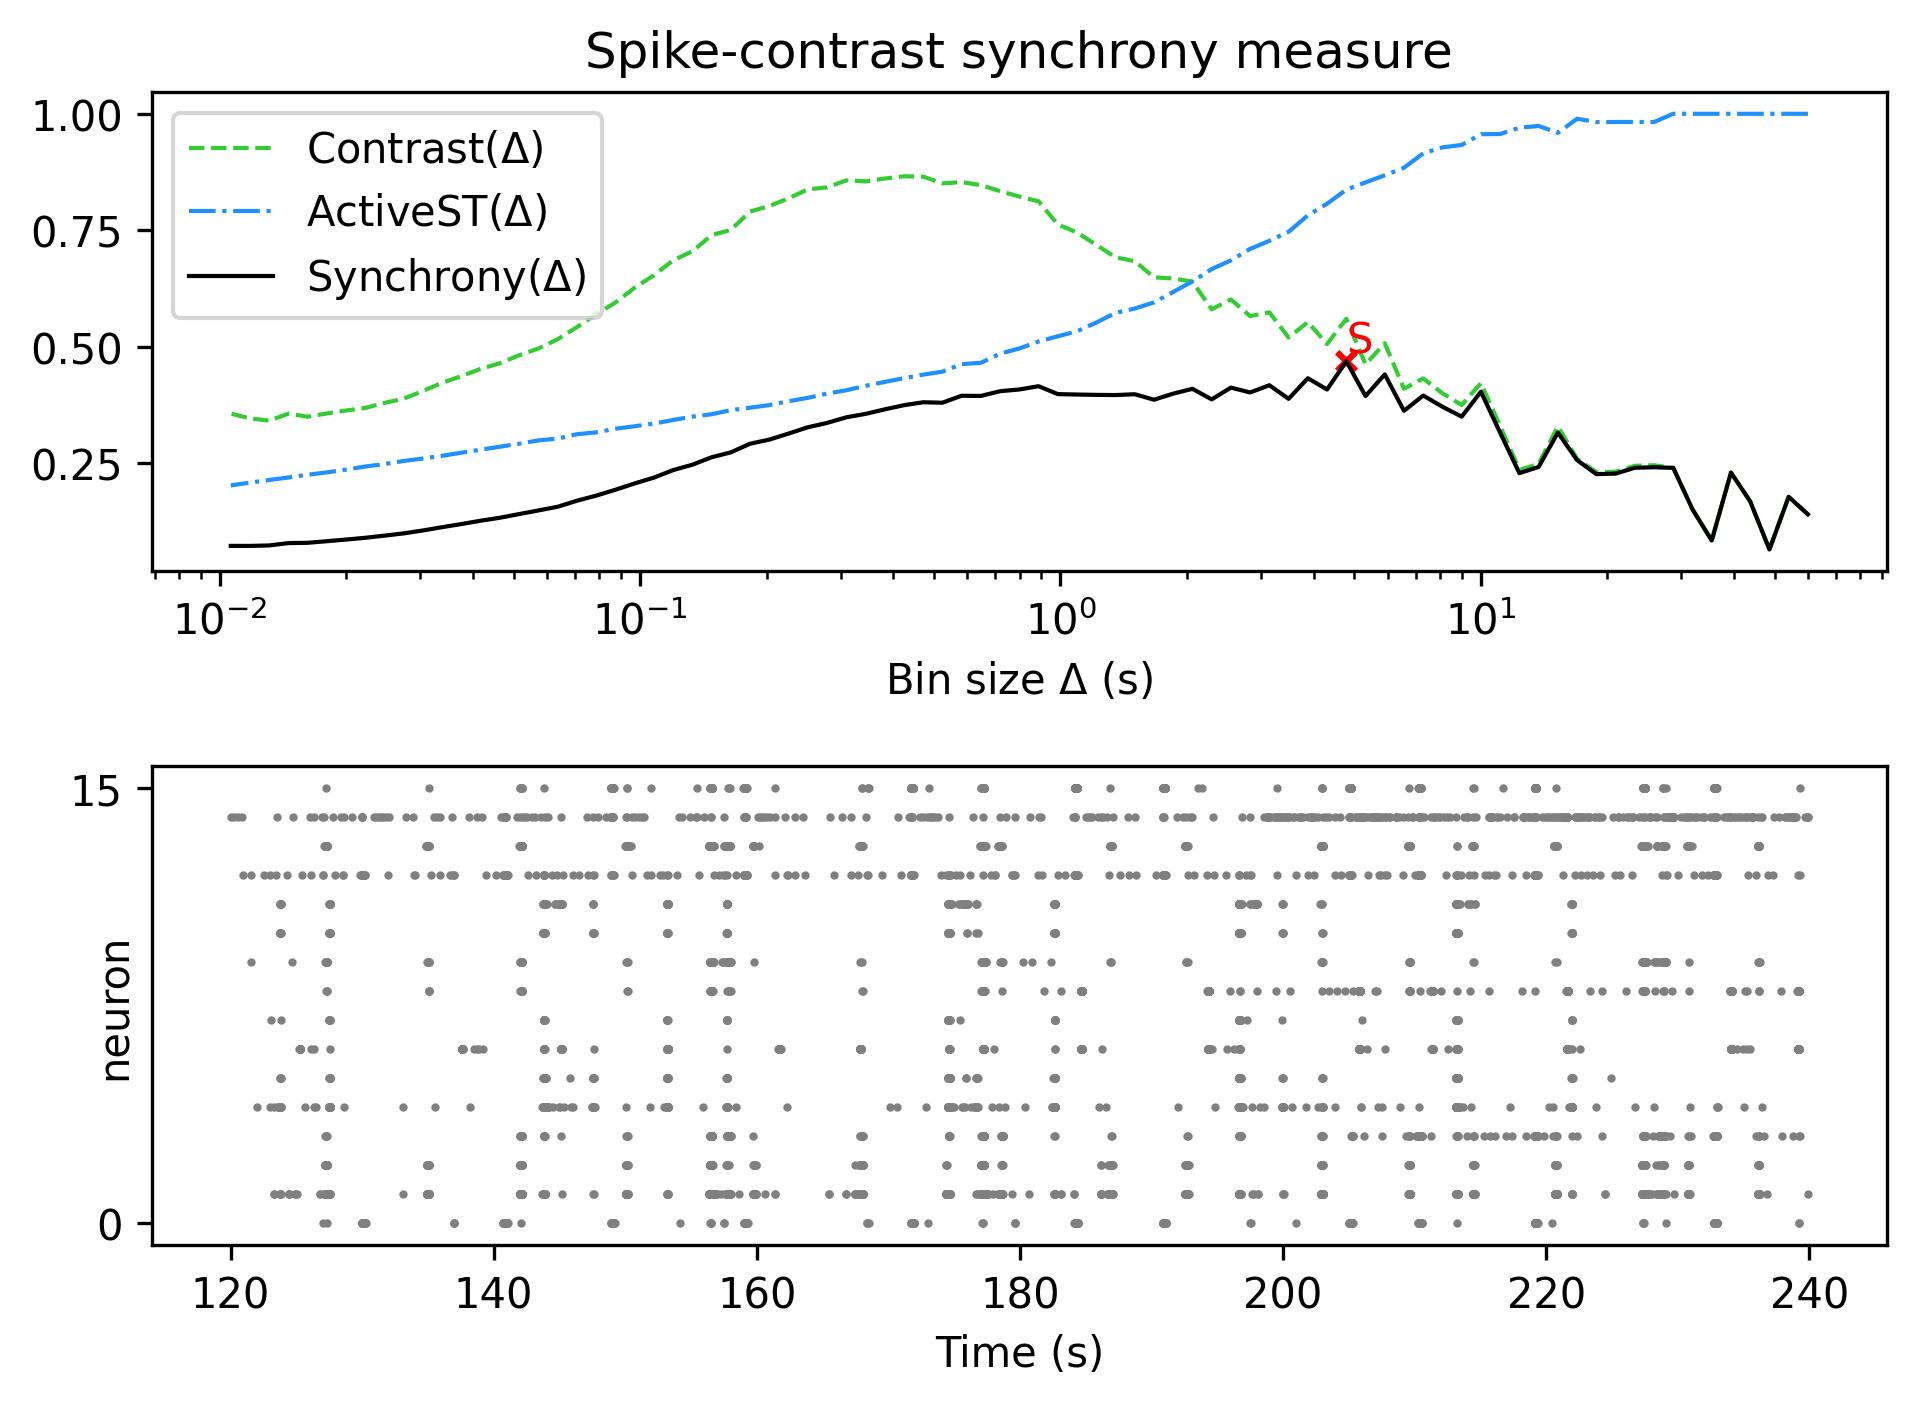 Spike-contrast synchrony measure
1.00
0.75
0.50
0.25
Contrast(Δ)
ActiveST(Δ)
Synchrony(Δ)
S
10⁻² 10⁻¹ 10⁰ 10¹
Bin size Δ (s)
15
0
neuron
120 140 160 180 200 220 240
Time (s)